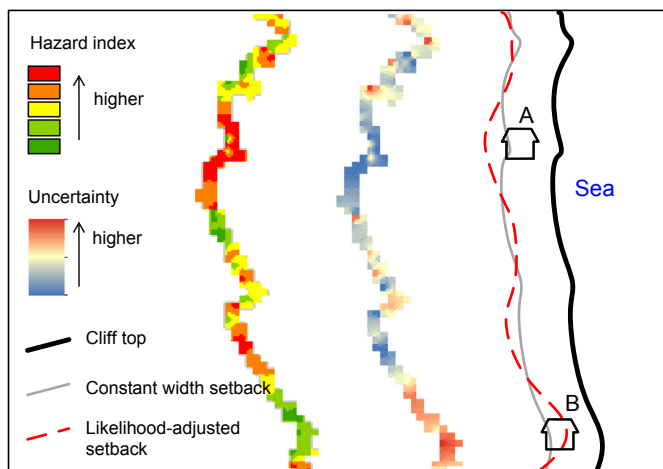 Hazard index
higher
Uncertainty
higher
Cliff top
Constant width setback
Likelihood-adjusted
setback
A
Sea
B